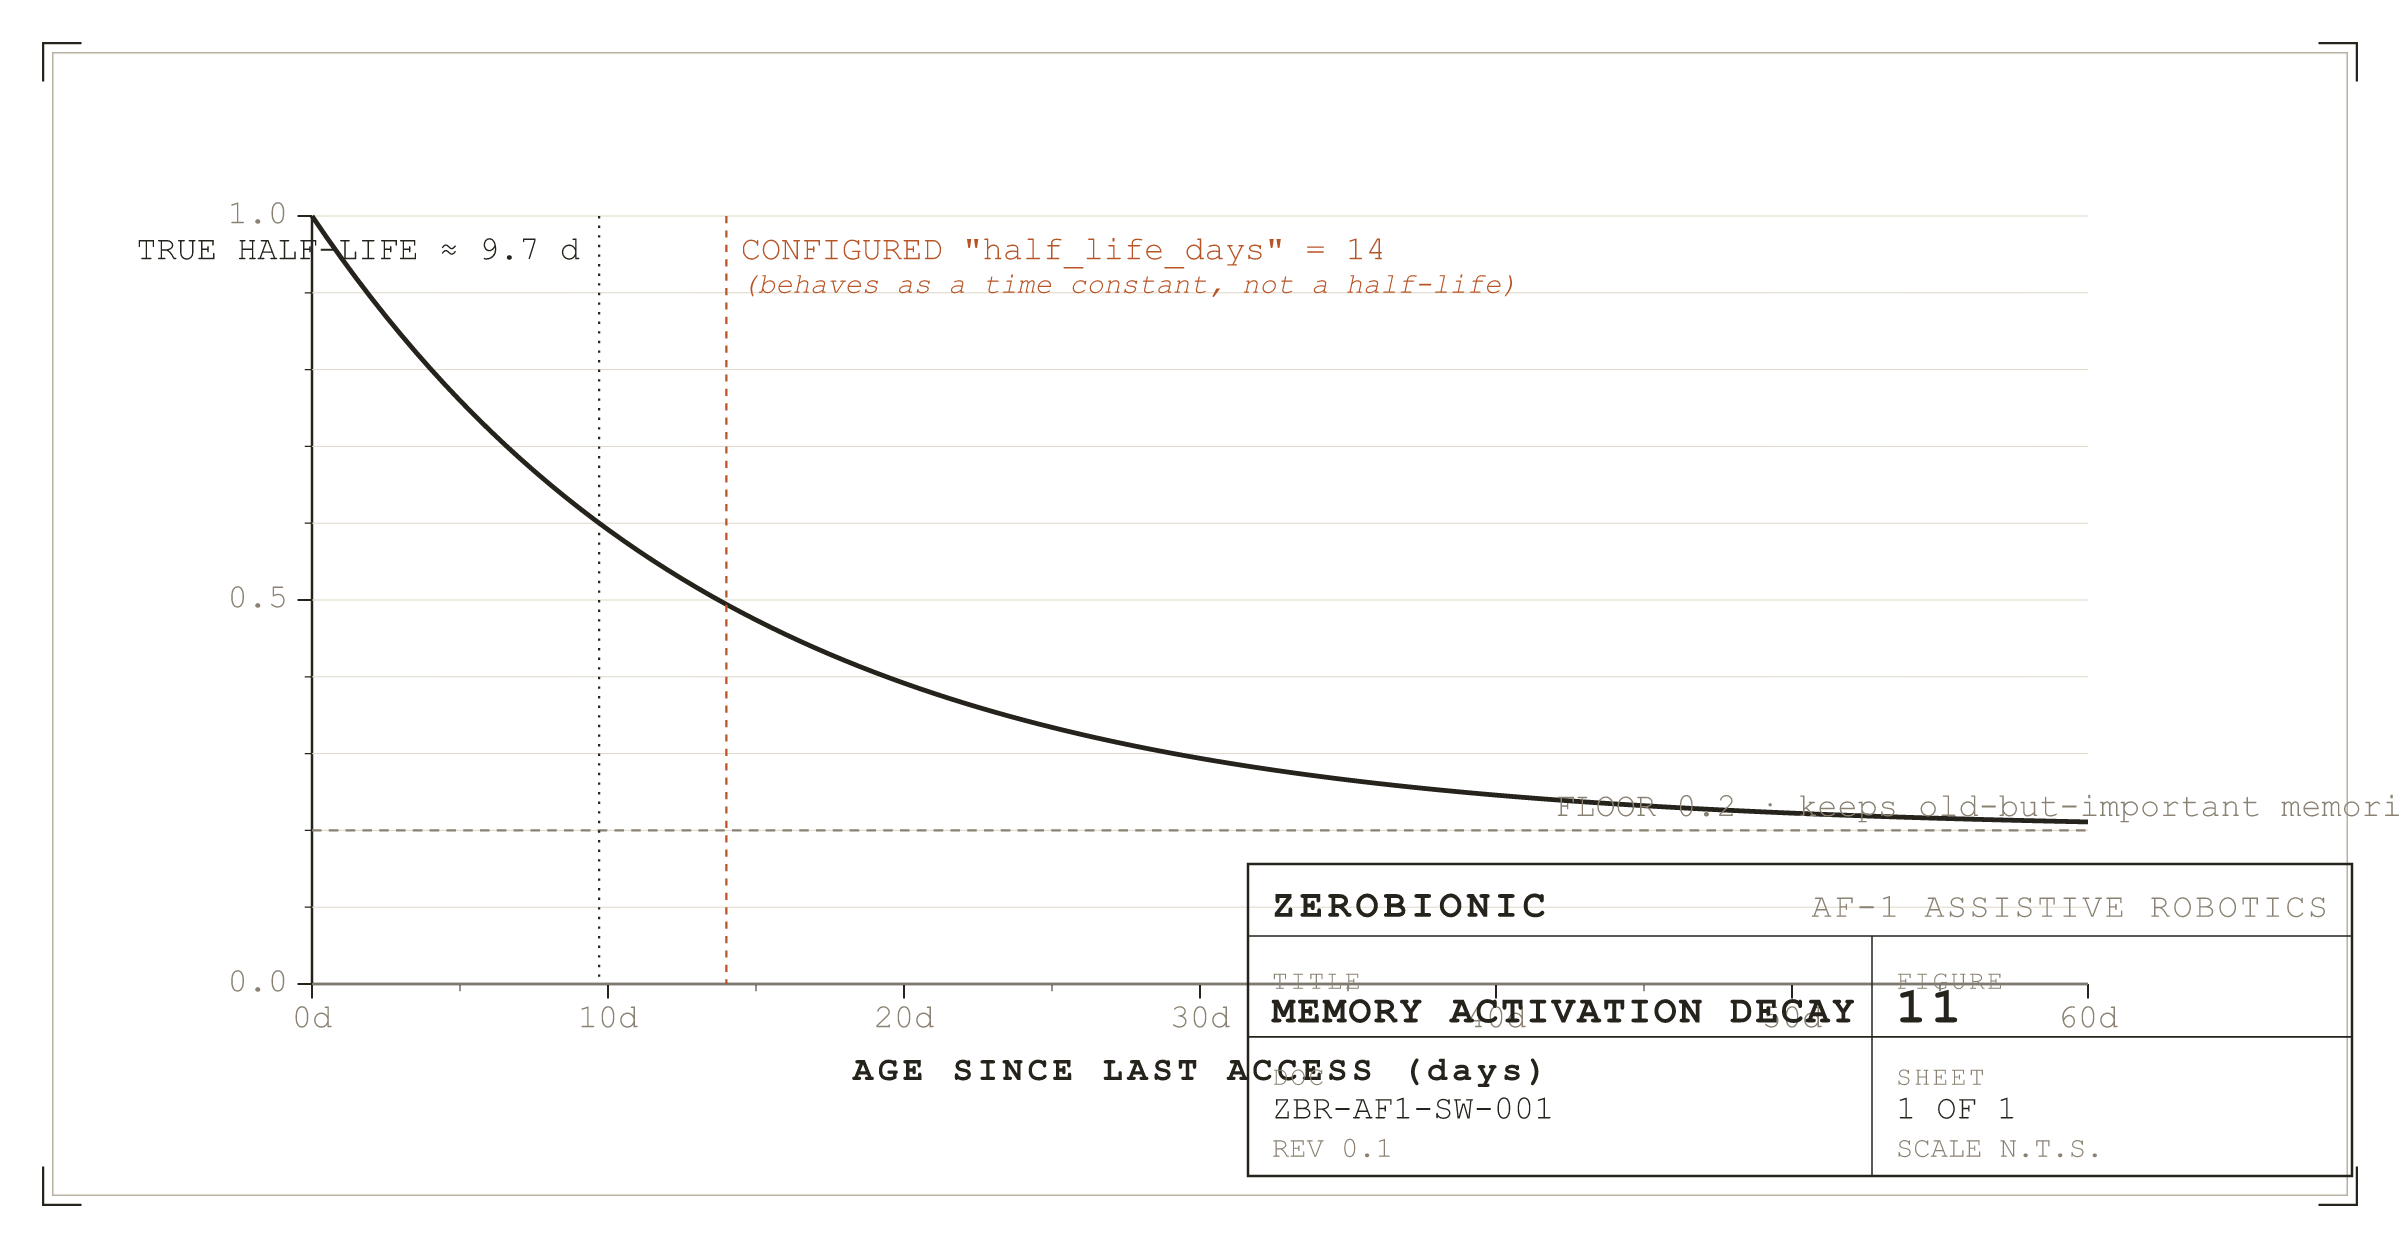 1.0
TRUE HALF-LIFE ≈ 9.7 d
CONFIGURED "half_life_days" = 14
(behaves as a time constant, not a half-life)
0.5
FLOOR 0.2 · keeps old-but-important memori
0.0
0d 10d 20d 30d 40d 50d 60d
AGE SINCE LAST ACCESS (days)
ZEROBIONIC
AF-1 ASSISTIVE ROBOTICS
TITLE
MEMORY ACTIVATION DECAY
FIGURE
11
DOC
ZBR-AF1-SW-001
REV 0.1
SHEET
1 OF 1
SCALE N.T.S.